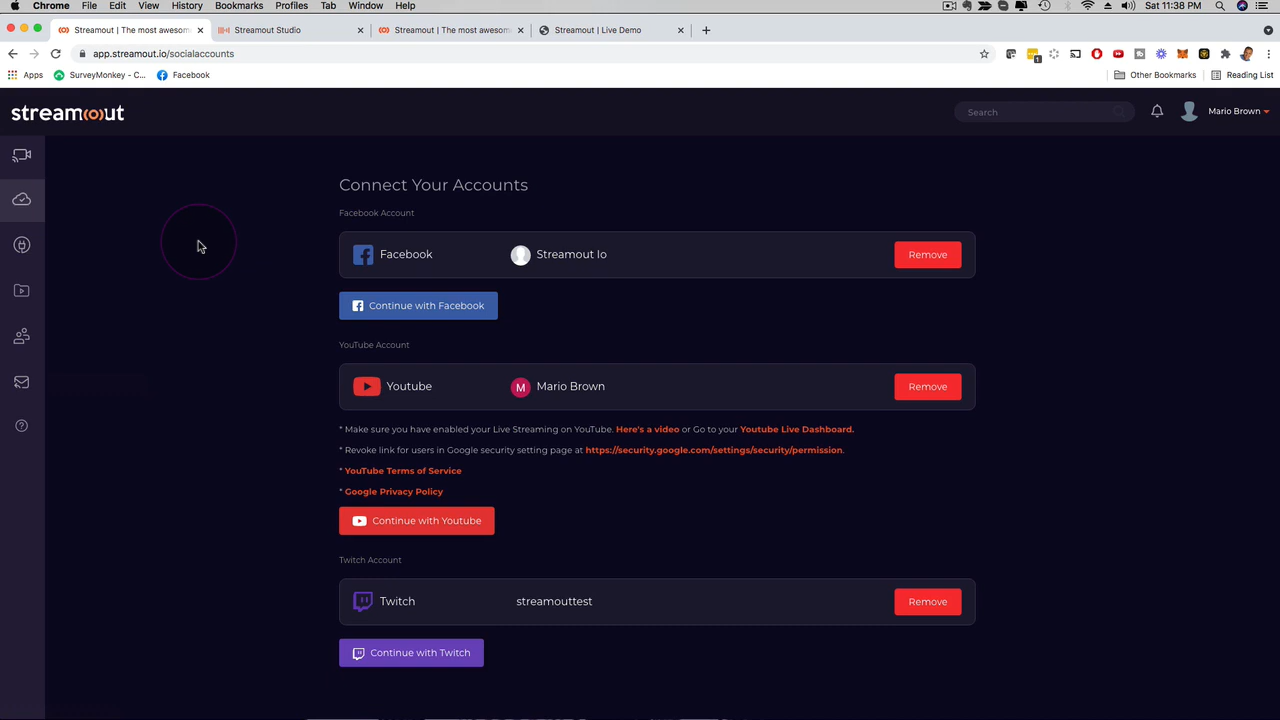 Chrome File Edit View History Bookmarks Profiles Tab Window Help Sat 11:38 PM
Streamout | The most awesom Streamout Studio Streamout | The most awesom Streamout | Live Demo
app.streamout.io/socialaccounts
Apps SurveyMonkey - C... Facebook Other Bookmarks Reading List
streamout Search Mario Brown
Connect Your Accounts
Facebook Account
Facebook Streamout Io Remove
Continue with Facebook
YouTube Account
Youtube M Mario Brown Remove
* Make sure you have enabled your Live Streaming on YouTube. Here's a video or Go to your Youtube Live Dashboard.
* Revoke link for users in Google security setting page at https://security.google.com/settings/security/permission.
* YouTube Terms of Service
* Google Privacy Policy
Continue with Youtube
Twitch Account
Twitch streamouttest Remove
Continue with Twitch